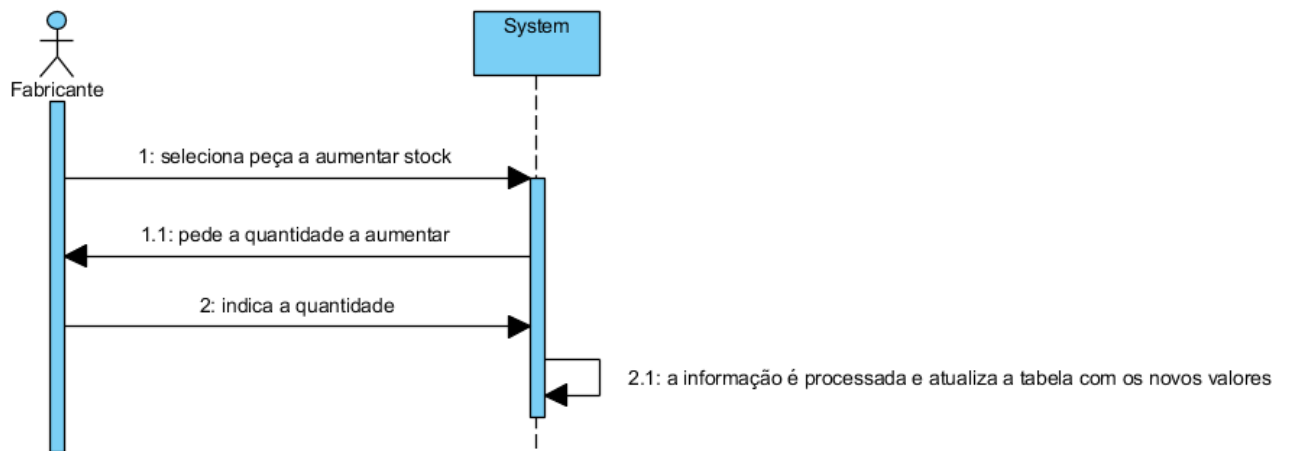 System
Fabricante
1: seleciona peça a aumentar stock
1.1: pede a quantidade a aumentar
2: indica a quantidade
2.1: a informação é processada e atualiza a tabela com os novos valores